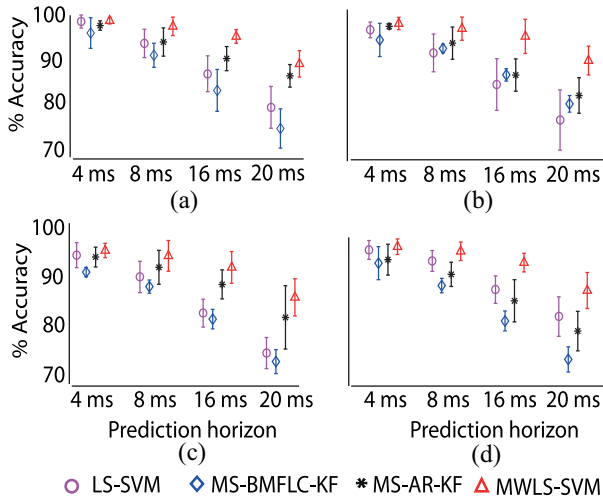 % Accuracy
100
90
80
70
4 ms 8 ms 16 ms 20 ms
(a)
4 ms 8 ms 16 ms 20 ms
(b)
% Accuracy
100
90
80
70
4 ms 8 ms 16 ms 20 ms
Prediction horizon
(c)
4 ms 8 ms 16 ms 20 ms
Prediction horizon
(d)
LS-SVM MS-BMFLC-KF MS-AR-KF MWLS-SVM